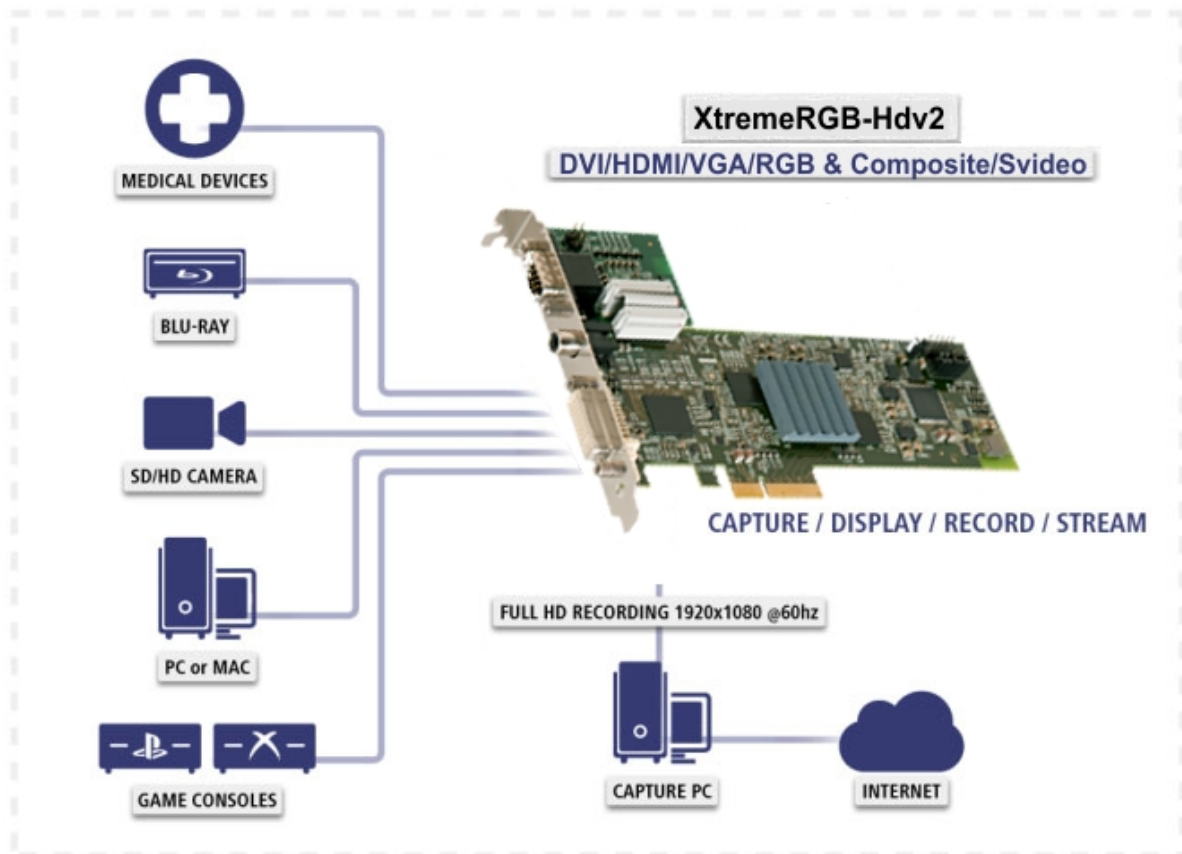 XtremeRGB-Hdv2
DVI/HDMI/VGA/RGB & Composite/Svideo
MEDICAL DEVICES
BLU-RAY
SD/HD CAMERA
PC or MAC
GAME CONSOLES
CAPTURE / DISPLAY / RECORD / STREAM
FULL HD RECORDING 1920x1080 @60hz
CAPTURE PC
INTERNET